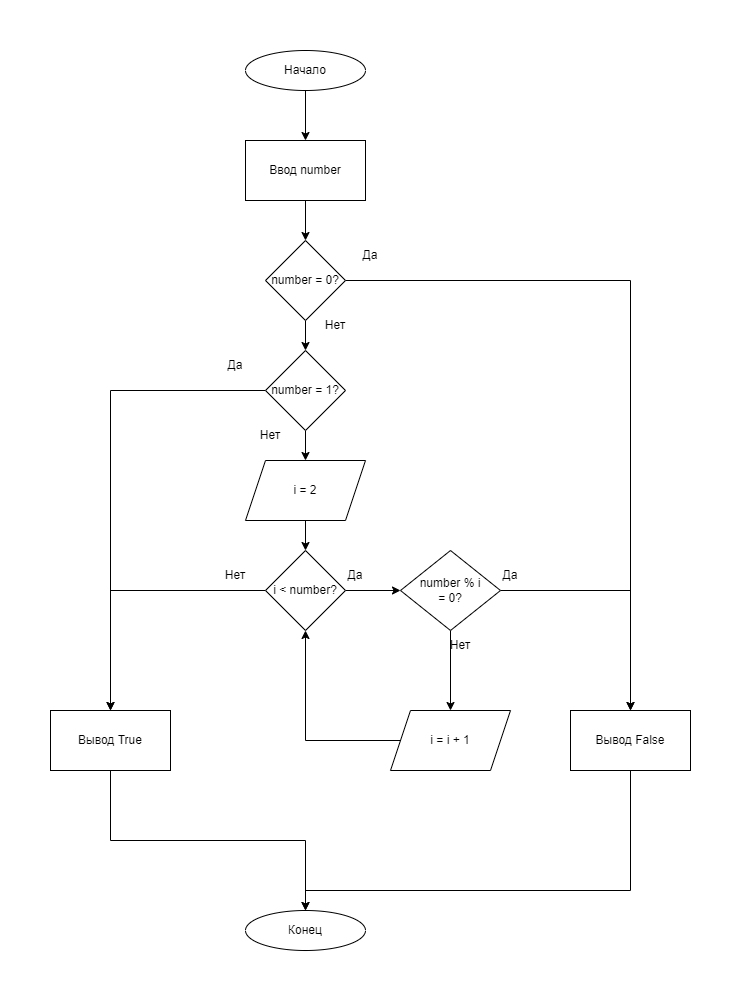 Начало
Ввод number
Да
number = 0?
Нет
Да
number = 1?
Нет
i = 2
Нет
i < number?
Да
number % i
= 0?
Да
Нет
Вывод True
i = i + 1
Вывод False
Конец